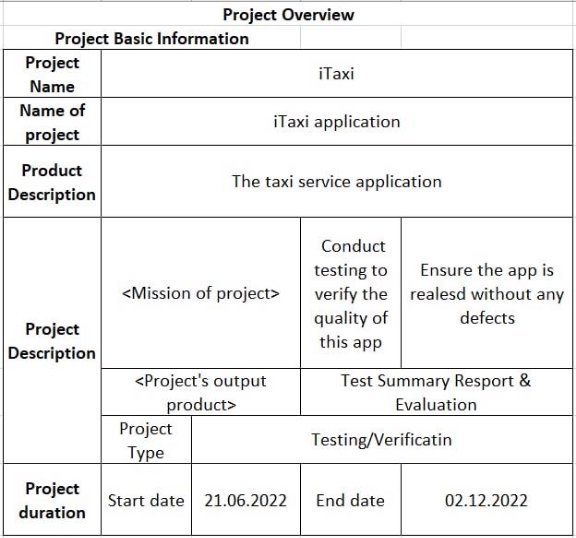 Project Overview
Project Basic Information
Project
Name
iTaxi
Name of
project
iTaxi application
Product
Description
The taxi service application
Project
Description
<Mission of project>
Conduct
testing to
verify the
quality of
this app
Ensure the app is
realesd without any
defects
<Project's output
product>
Test Summary Resport &
Evaluation
Project
Type
Testing/Verificatin
Project
duration
Start date
21.06.2022
End date
02.12.2022